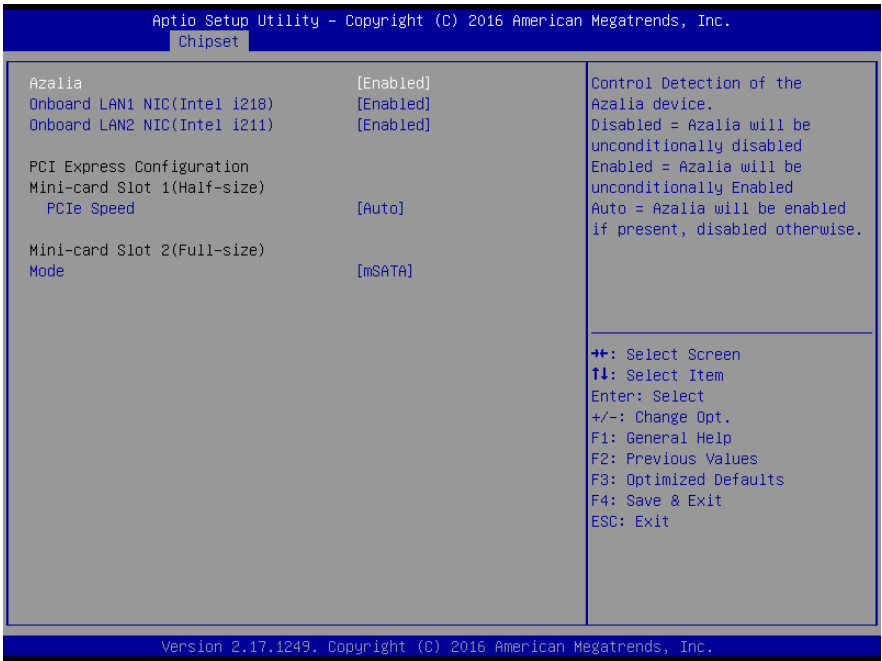 Aptio Setup Utility – Copyright (C) 2016 American Megatrends, Inc.
Chipset
Azalia [Enabled]
Onboard LAN1 NIC(Intel i218) [Enabled]
Onboard LAN2 NIC(Intel i211) [Enabled]
PCI Express Configuration
Mini-card Slot 1(Half-size)
PCIe Speed [Auto]
Mini-card Slot 2(Full-size)
Mode [mSATA]
Control Detection of the
Azalia device.
Disabled = Azalia will be
unconditionally disabled
Enabled = Azalia will be
unconditionally Enabled
Auto = Azalia will be enabled
if present, disabled otherwise.
→←: Select Screen
↑↓: Select Item
Enter: Select
+/-: Change Opt.
F1: General Help
F2: Previous Values
F3: Optimized Defaults
F4: Save & Exit
ESC: Exit
Version 2.17.1249. Copyright (C) 2016 American Megatrends, Inc.